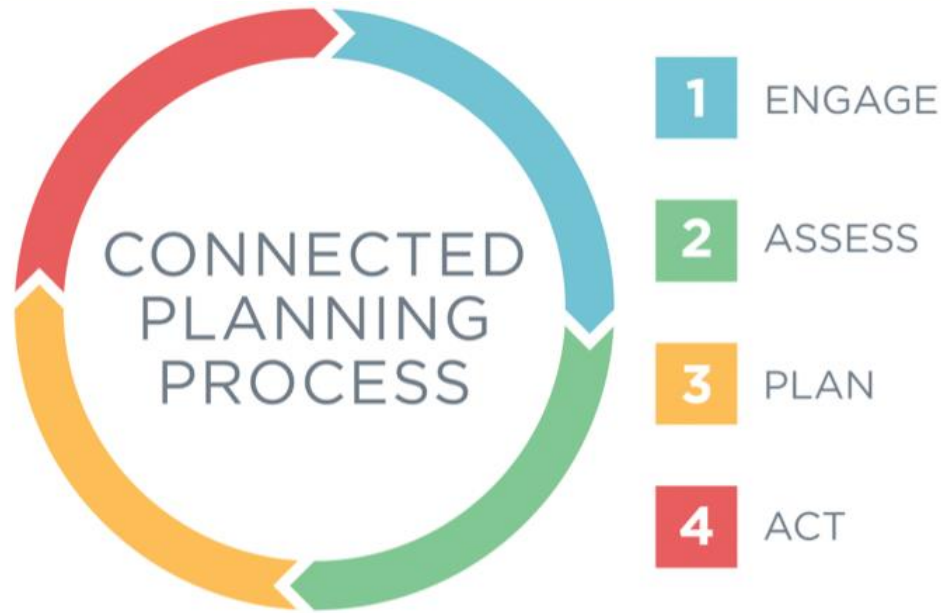 CONNECTED
PLANNING
PROCESS
1 ENGAGE
2 ASSESS
3 PLAN
4 ACT